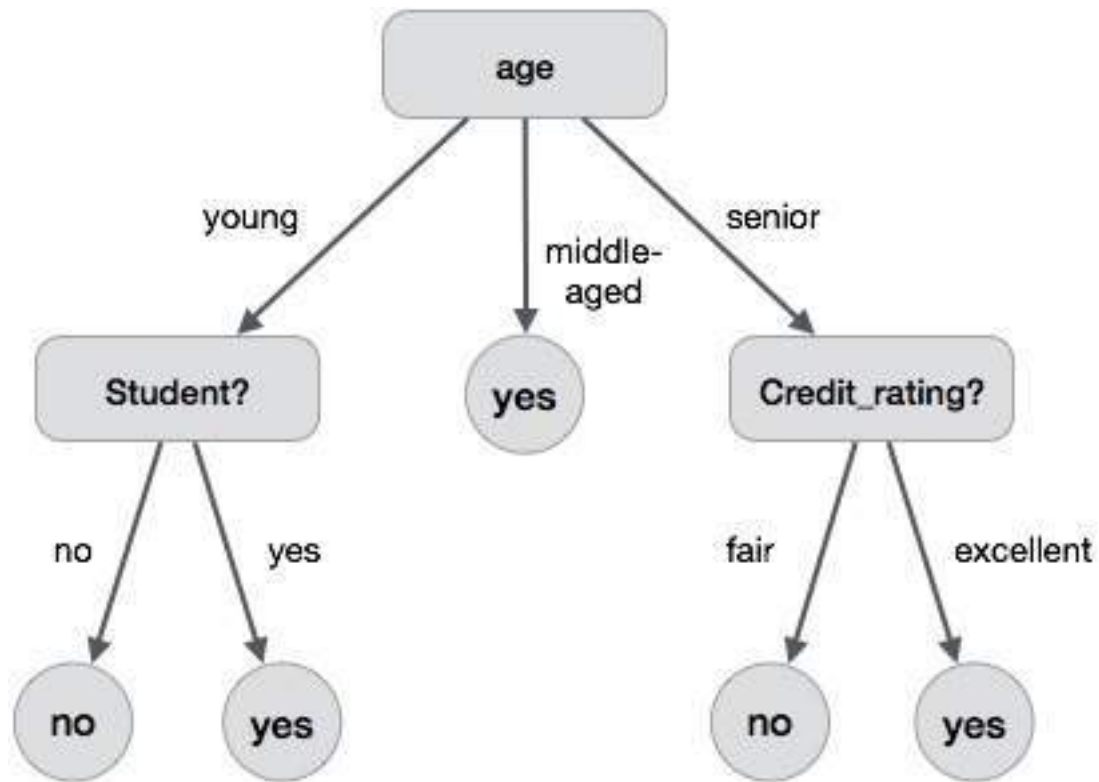 age
young
senior
middle-
aged
Student?
yes
Credit_rating?
no
yes
fair
excellent
no
yes
no
yes